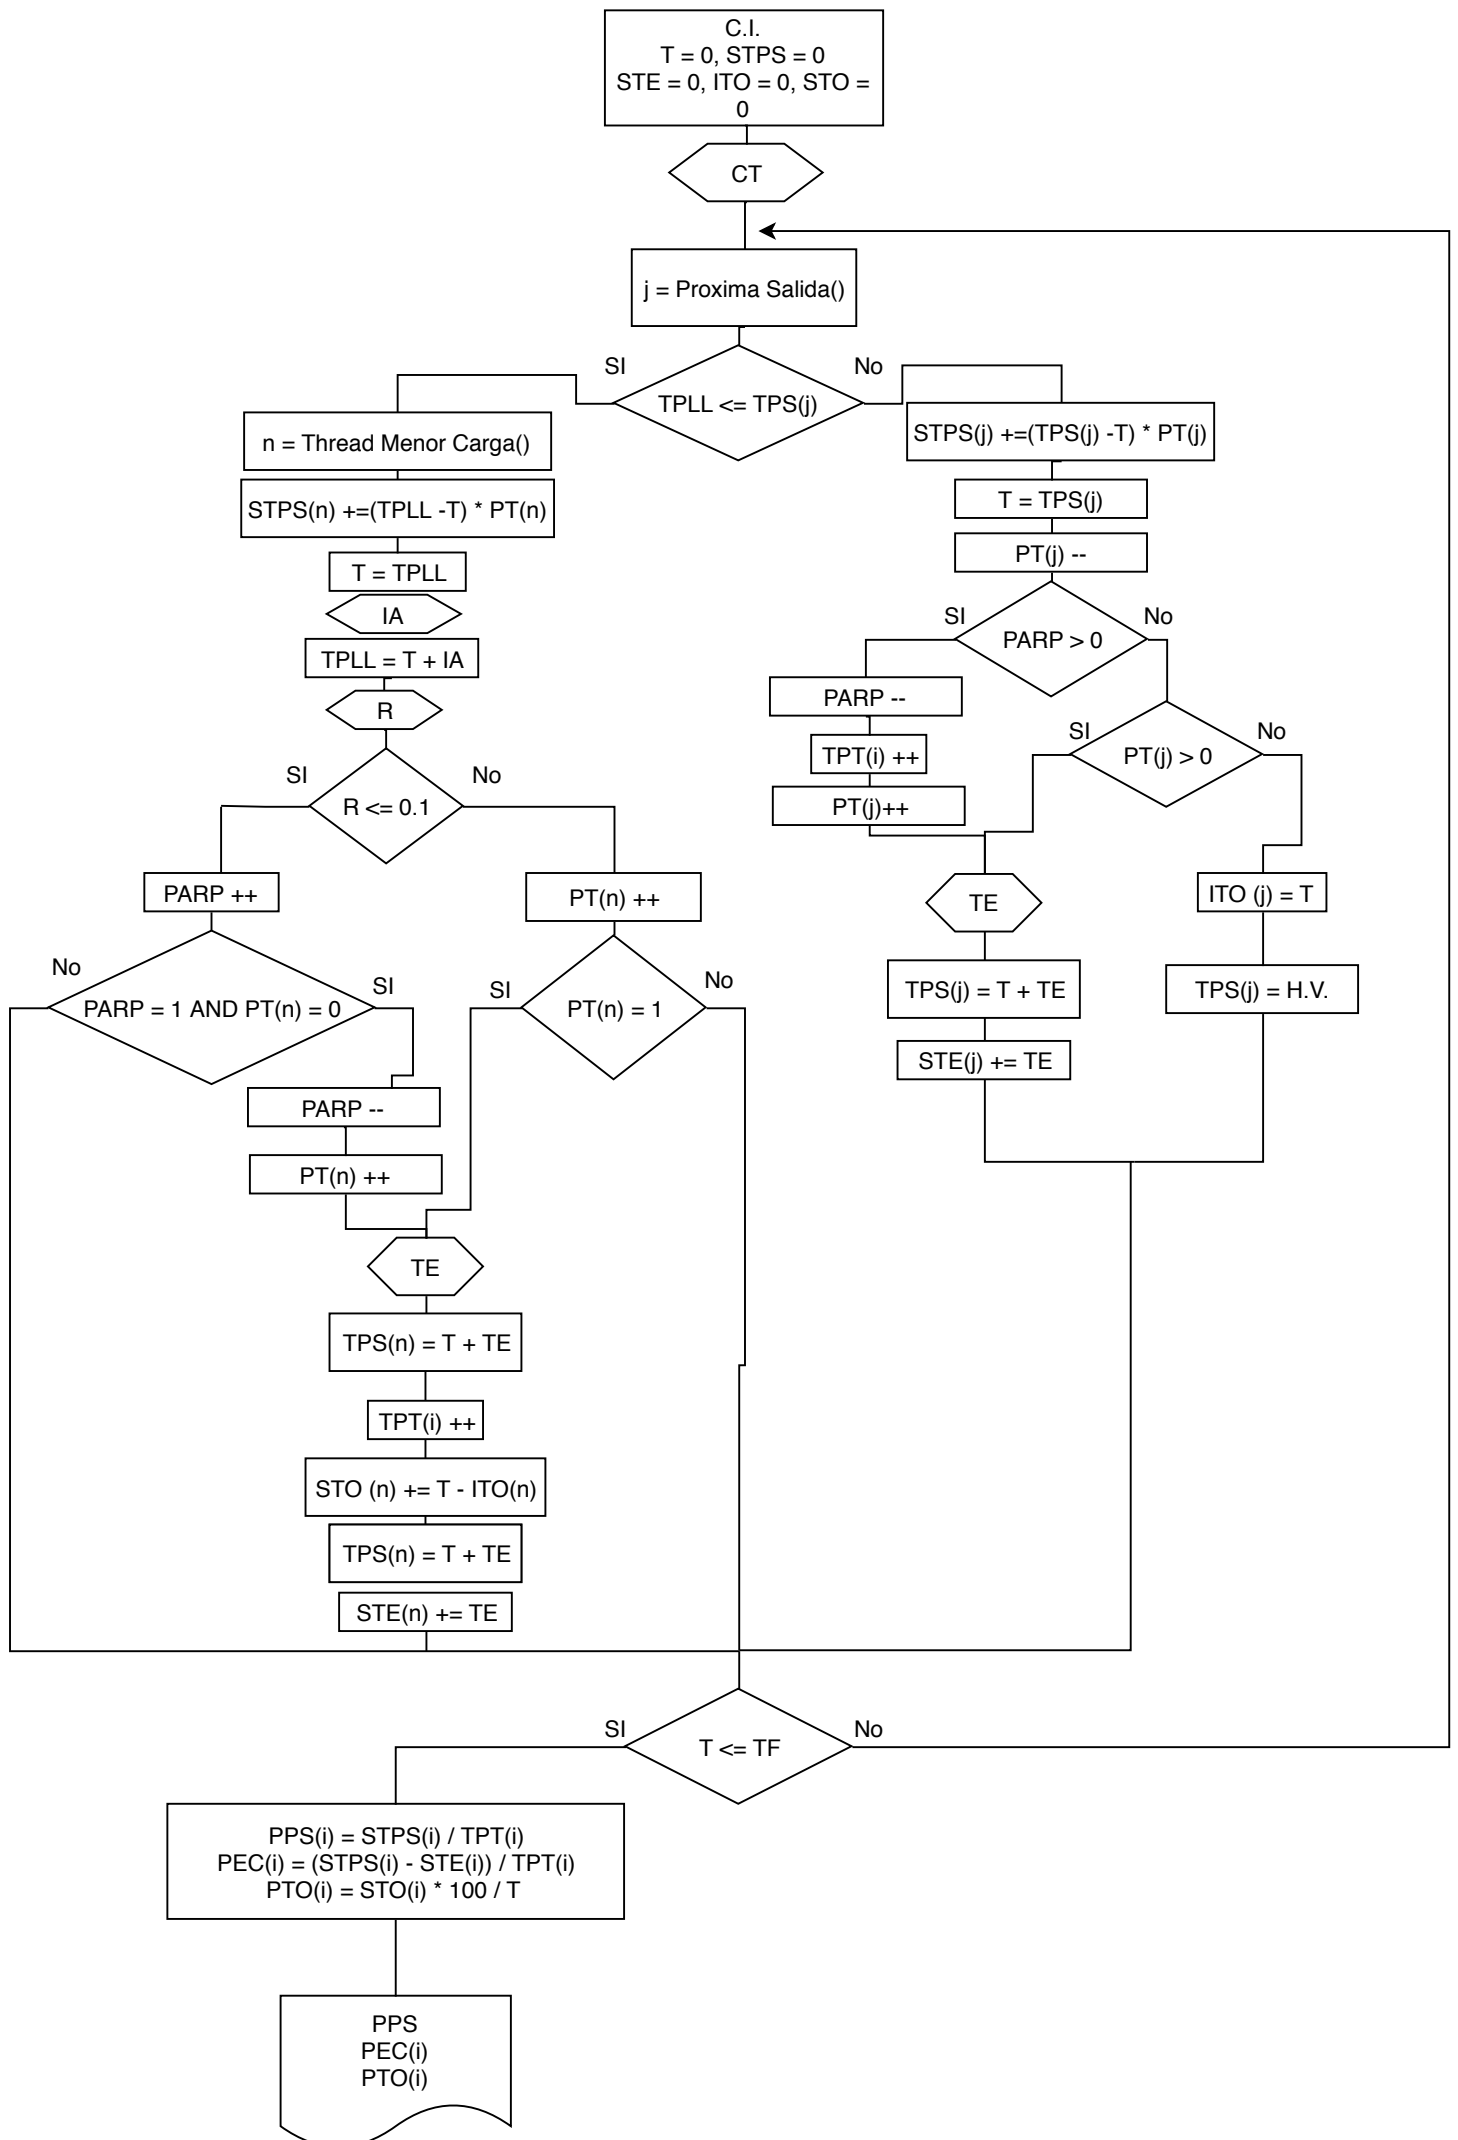 C.I.
T = 0, STPS = 0
STE = 0, ITO = 0, STO =
0
CT
j = Proxima Salida()
TPLL <= TPS(j)
SI
No
n = Thread Menor Carga()
STPS(n) +=(TPLL -T) * PT(n)
T = TPLL
IA
TPLL = T + IA
R
R <= 0.1
SI
No
PARP ++
PARP = 1 AND PT(n) = 0
No
SI
PARP --
PT(n) ++
PT(n) ++
PT(n) = 1
SI
No
TE
TPS(n) = T + TE
TPT(i) ++
STO (n) += T - ITO(n)
TPS(n) = T + TE
STE(n) += TE
STPS(j) +=(TPS(j) -T) * PT(j)
T = TPS(j)
PT(j) --
PARP > 0
SI
No
PARP --
TPT(i) ++
PT(j)++
PT(j) > 0
SI
No
TE
TPS(j) = T + TE
STE(j) += TE
ITO (j) = T
TPS(j) = H.V.
T <= TF
SI
No
PPS(i) = STPS(i) / TPT(i)
PEC(i) = (STPS(i) - STE(i)) / TPT(i)
PTO(i) = STO(i) * 100 / T
PPS
PEC(i)
PTO(i)